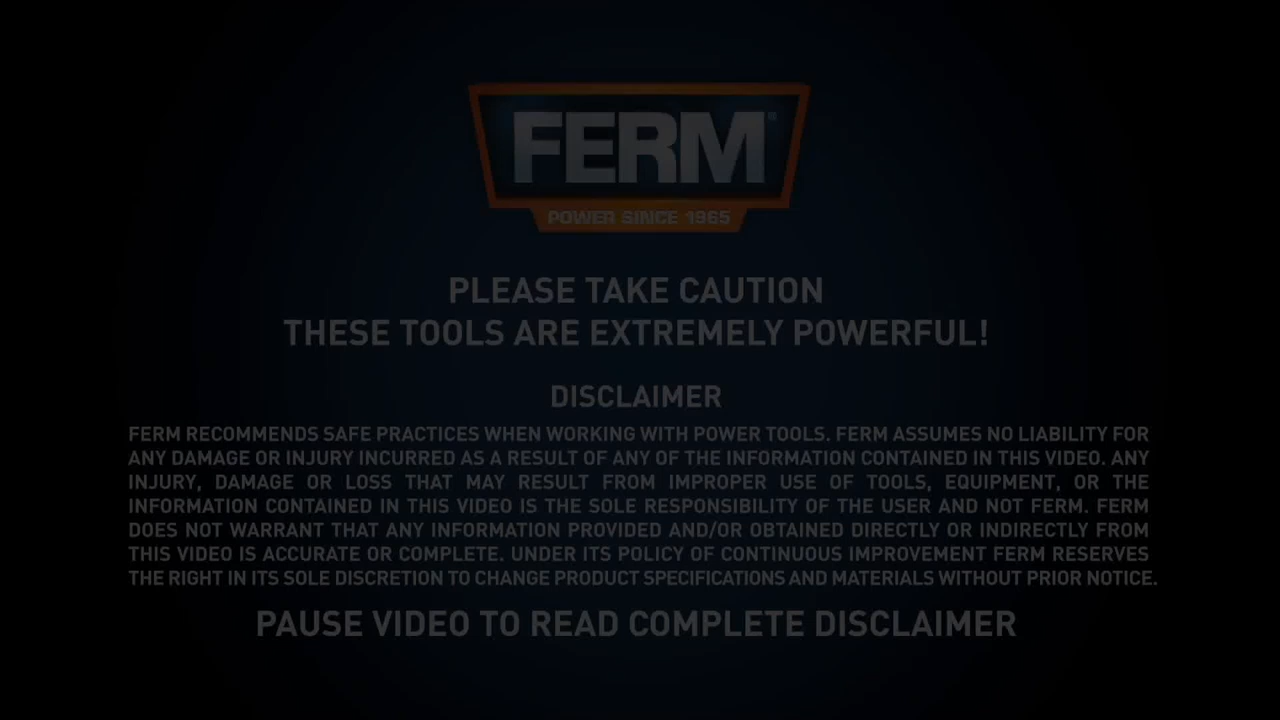 FERM®
POWER SINCE 1965
PLEASE TAKE CAUTION
THESE TOOLS ARE EXTREMELY POWERFUL!
DISCLAIMER
FERM RECOMMENDS SAFE PRACTICES WHEN WORKING WITH POWER TOOLS. FERM ASSUMES NO LIABILITY FOR
ANY DAMAGE OR INJURY INCURRED AS A RESULT OF ANY OF THE INFORMATION CONTAINED IN THIS VIDEO. ANY
INJURY, DAMAGE OR LOSS THAT MAY RESULT FROM IMPROPER USE OF TOOLS, EQUIPMENT, OR THE
INFORMATION CONTAINED IN THIS VIDEO IS THE SOLE RESPONSIBILITY OF THE USER AND NOT FERM. FERM
DOES NOT WARRANT THAT ANY INFORMATION PROVIDED AND/OR OBTAINED DIRECTLY OR INDIRECTLY FROM
THIS VIDEO IS ACCURATE OR COMPLETE. UNDER ITS POLICY OF CONTINUOUS IMPROVEMENT FERM RESERVES
THE RIGHT IN ITS SOLE DISCRETION TO CHANGE PRODUCT SPECIFICATIONS AND MATERIALS WITHOUT PRIOR NOTICE.
PAUSE VIDEO TO READ COMPLETE DISCLAIMER